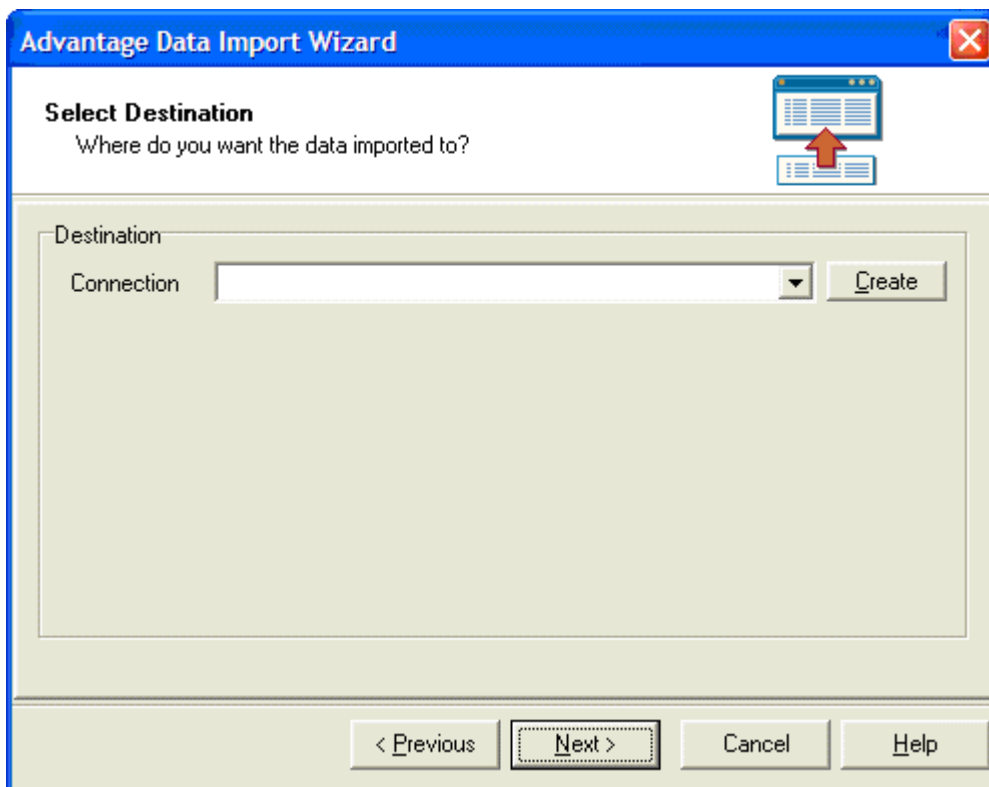 Advantage Data Import Wizard
Select Destination
Where do you want the data imported to?
Destination
Connection
Create
< Previous
Next >
Cancel
Help